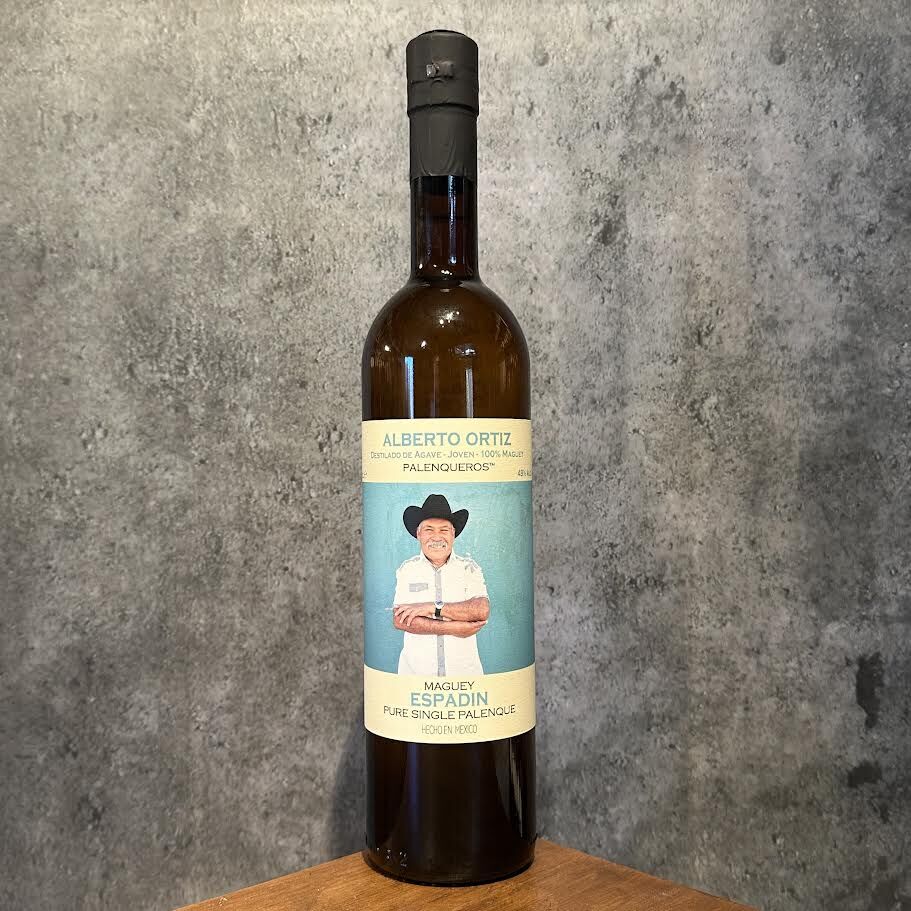 ALBERTO ORTIZ
DESTILADO DE AGAVE - JOVEN - 100% MAGUEY
PALENQUEROS™
MAGUEY
ESPADIN
PURE SINGLE PALENQUE
HECHO EN MEXICO